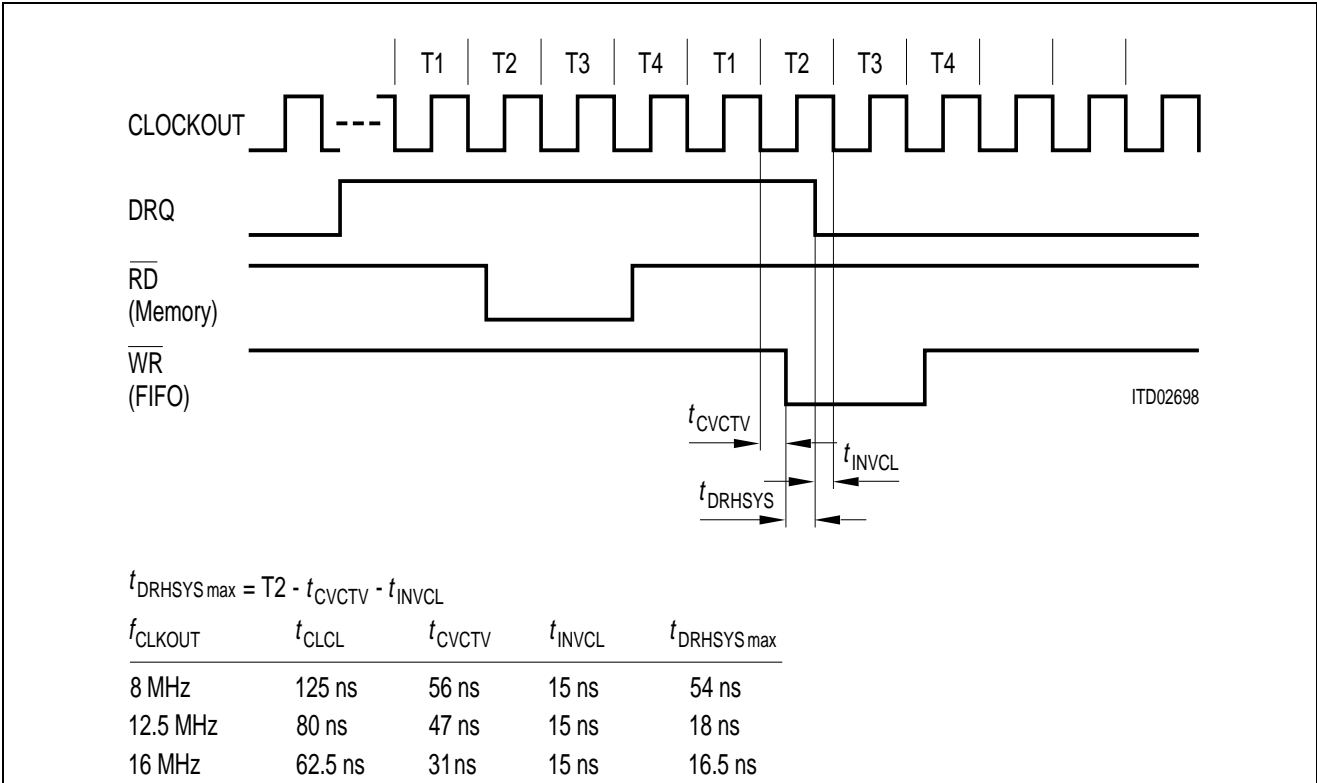 T1 T2 T3 T4 T1 T2 T3 T4
CLOCKOUT
DRQ
RD
(Memory)
WR
(FIFO)
ITD02698
tCVCTV
tINVCL
tDRHSYS
tDRHSYS max = T2 - tCVCTV - tINVCL
fCLKOUT tCLCL tCVCTV tINVCL tDRHSYS max
8 MHz 125 ns 56 ns 15 ns 54 ns
12.5 MHz 80 ns 47 ns 15 ns 18 ns
16 MHz 62.5 ns 31 ns 15 ns 16.5 ns